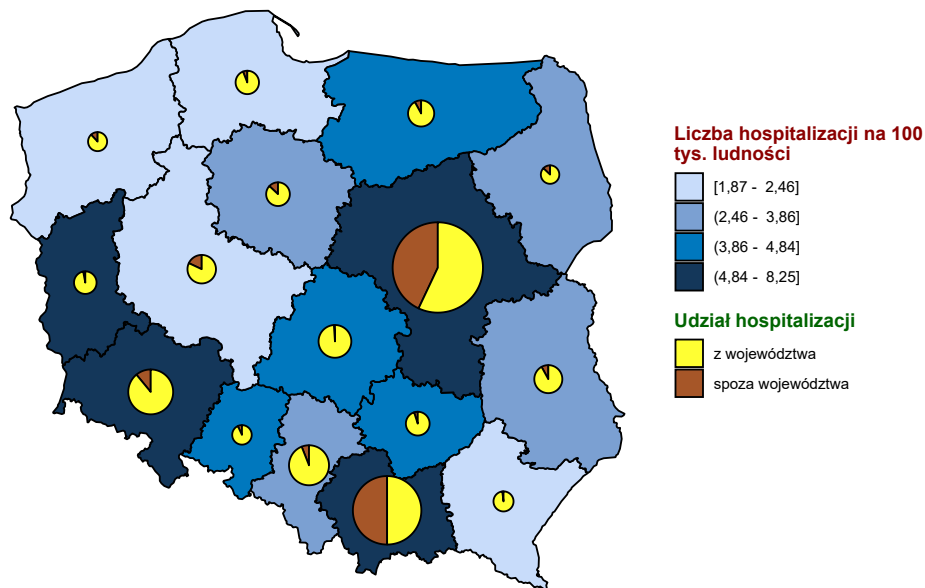 Liczba hospitalizacji na 100
tys. ludności
[1,87 - 2,46]
(2,46 - 3,86]
(3,86 - 4,84]
(4,84 - 8,25]
Udział hospitalizacji
z województwa
spoza województwa